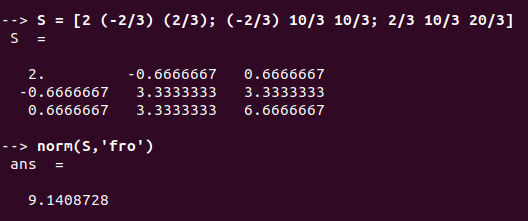 --> S = [2 (-2/3) (2/3); (-2/3) 10/3 10/3; 2/3 10/3 20/3]
S  =
2.  -0.6666667  0.6666667
-0.6666667  3.3333333  3.3333333
0.6666667  3.3333333  6.6666667
--> norm(S,'fro')
ans  =
9.1408728